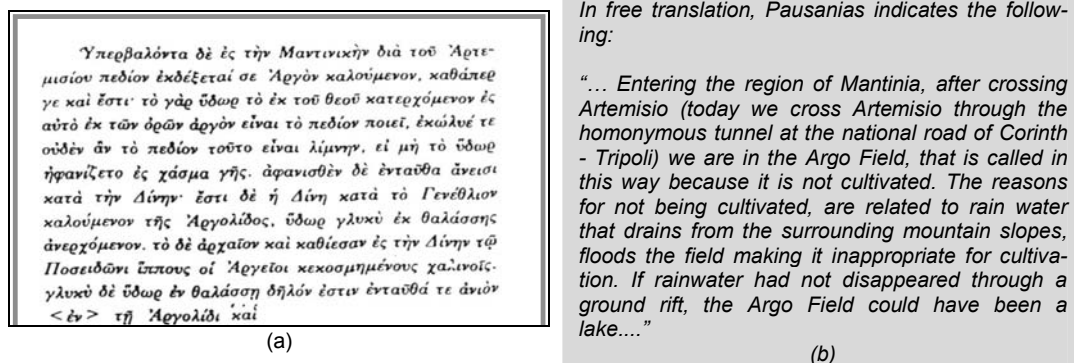 Ὑπερβαλόντα δὲ ἐς τὴν Μαντινικὴν διὰ τοῦ Ἀρτε-
μισίου πεδίον ἐκδέξεταί σε Ἀργὸν καλούμενον, καθάπερ
γε καὶ ἔστι· τὸ γὰρ ὕδωρ τὸ ἐκ τοῦ θεοῦ κατερχόμενον ἐς
αὐτὸ ἐκ τῶν ὀρῶν ἀργὸν εἶναι τὸ πεδίον ποιεῖ, ἐκώλυέ τε
οὐδὲν ἂν τὸ πεδίον τοῦτο εἶναι λίμνην, εἰ μὴ τὸ ὕδωρ
ἠφανίζετο ἐς χάσμα γῆς. ἀφανισθὲν δὲ ἐνταῦθα ἄνεισι
κατὰ τὴν Δίνην· ἔστι δὲ ἡ Δίνη κατὰ τὸ Γενέθλιον
καλούμενον τῆς Ἀργολίδος, ὕδωρ γλυκὺ ἐκ θαλάσσης
ἀνερχόμενον. τὸ δὲ ἀρχαῖον καὶ καθίεσαν ἐς τὴν Δίνην τῷ
Ποσειδῶνι ἵππους οἱ Ἀργεῖοι κεκοσμημένους χαλινοῖς.
γλυκὺ δὲ ὕδωρ ἐν θαλάσσῃ δῆλόν ἐστιν ἐνταῦθά τε ἀνιὸν
<ἐν> τῇ Ἀργολίδι καὶ
(a)
In free translation, Pausanias indicates the follow-
ing:
“… Entering the region of Mantinia, after crossing
Artemisio (today we cross Artemisio through the
homonymous tunnel at the national road of Corinth
- Tripoli) we are in the Argo Field, that is called in
this way because it is not cultivated. The reasons
for not being cultivated, are related to rain water
that drains from the surrounding mountain slopes,
floods the field making it inappropriate for cultiva-
tion. If rainwater had not disappeared through a
ground rift, the Argo Field could have been a
lake....”
(b)